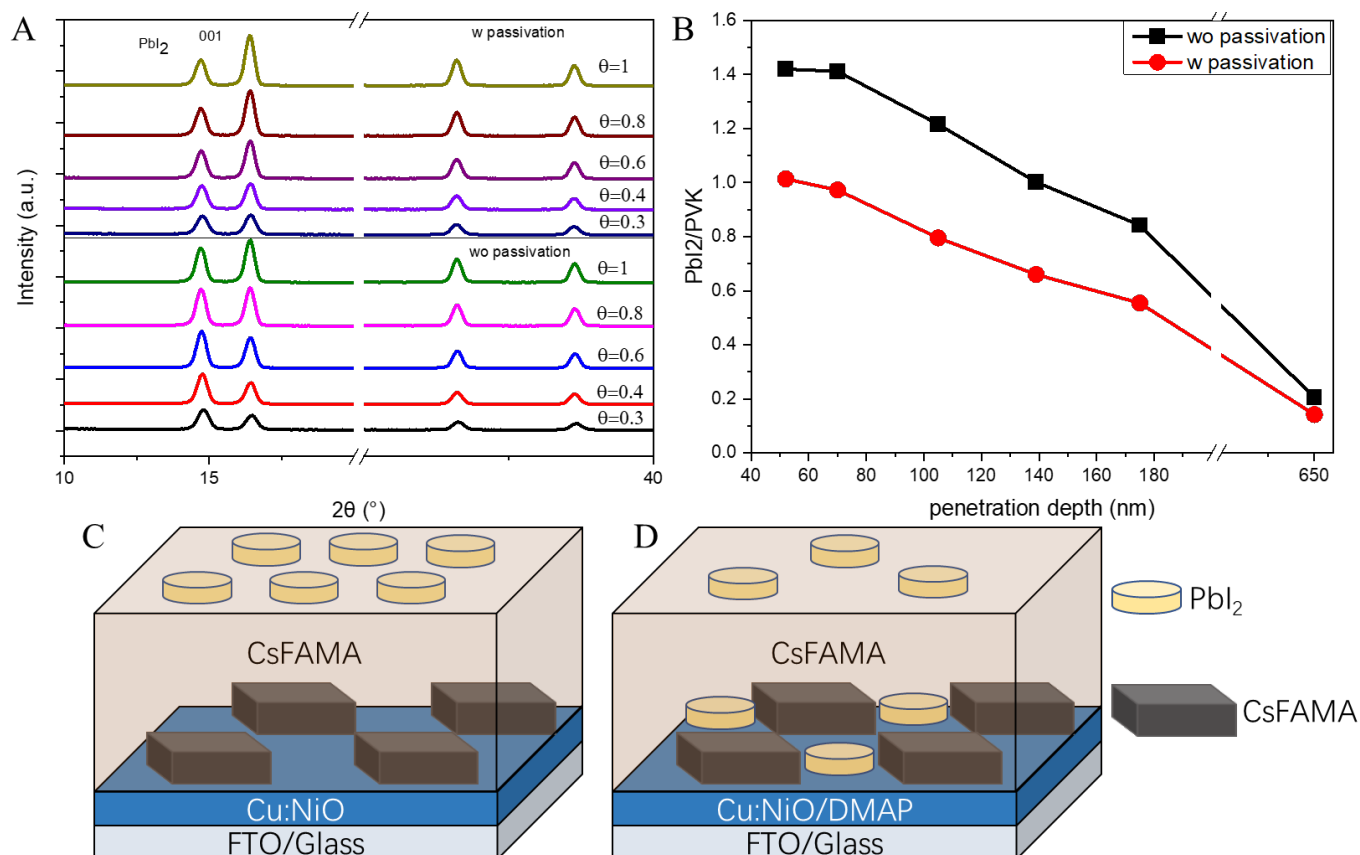 A
PbI2
001
w passivation
θ=1
θ=0.8
θ=0.6
θ=0.4
θ=0.3
wo passivation
θ=1
θ=0.8
θ=0.6
θ=0.4
θ=0.3
Intensity (a.u.)
10
15
40
2θ (°)
B
wo passivation
w passivation
PbI2/PVK
1.6
1.4
1.2
1.0
0.8
0.6
0.4
0.2
0.0
40 60 80 100 120 140 160 180 650
penetration depth (nm)
C
CsFAMA
Cu:NiO
FTO/Glass
D
CsFAMA
Cu:NiO/DMAP
FTO/Glass
PbI2
CsFAMA